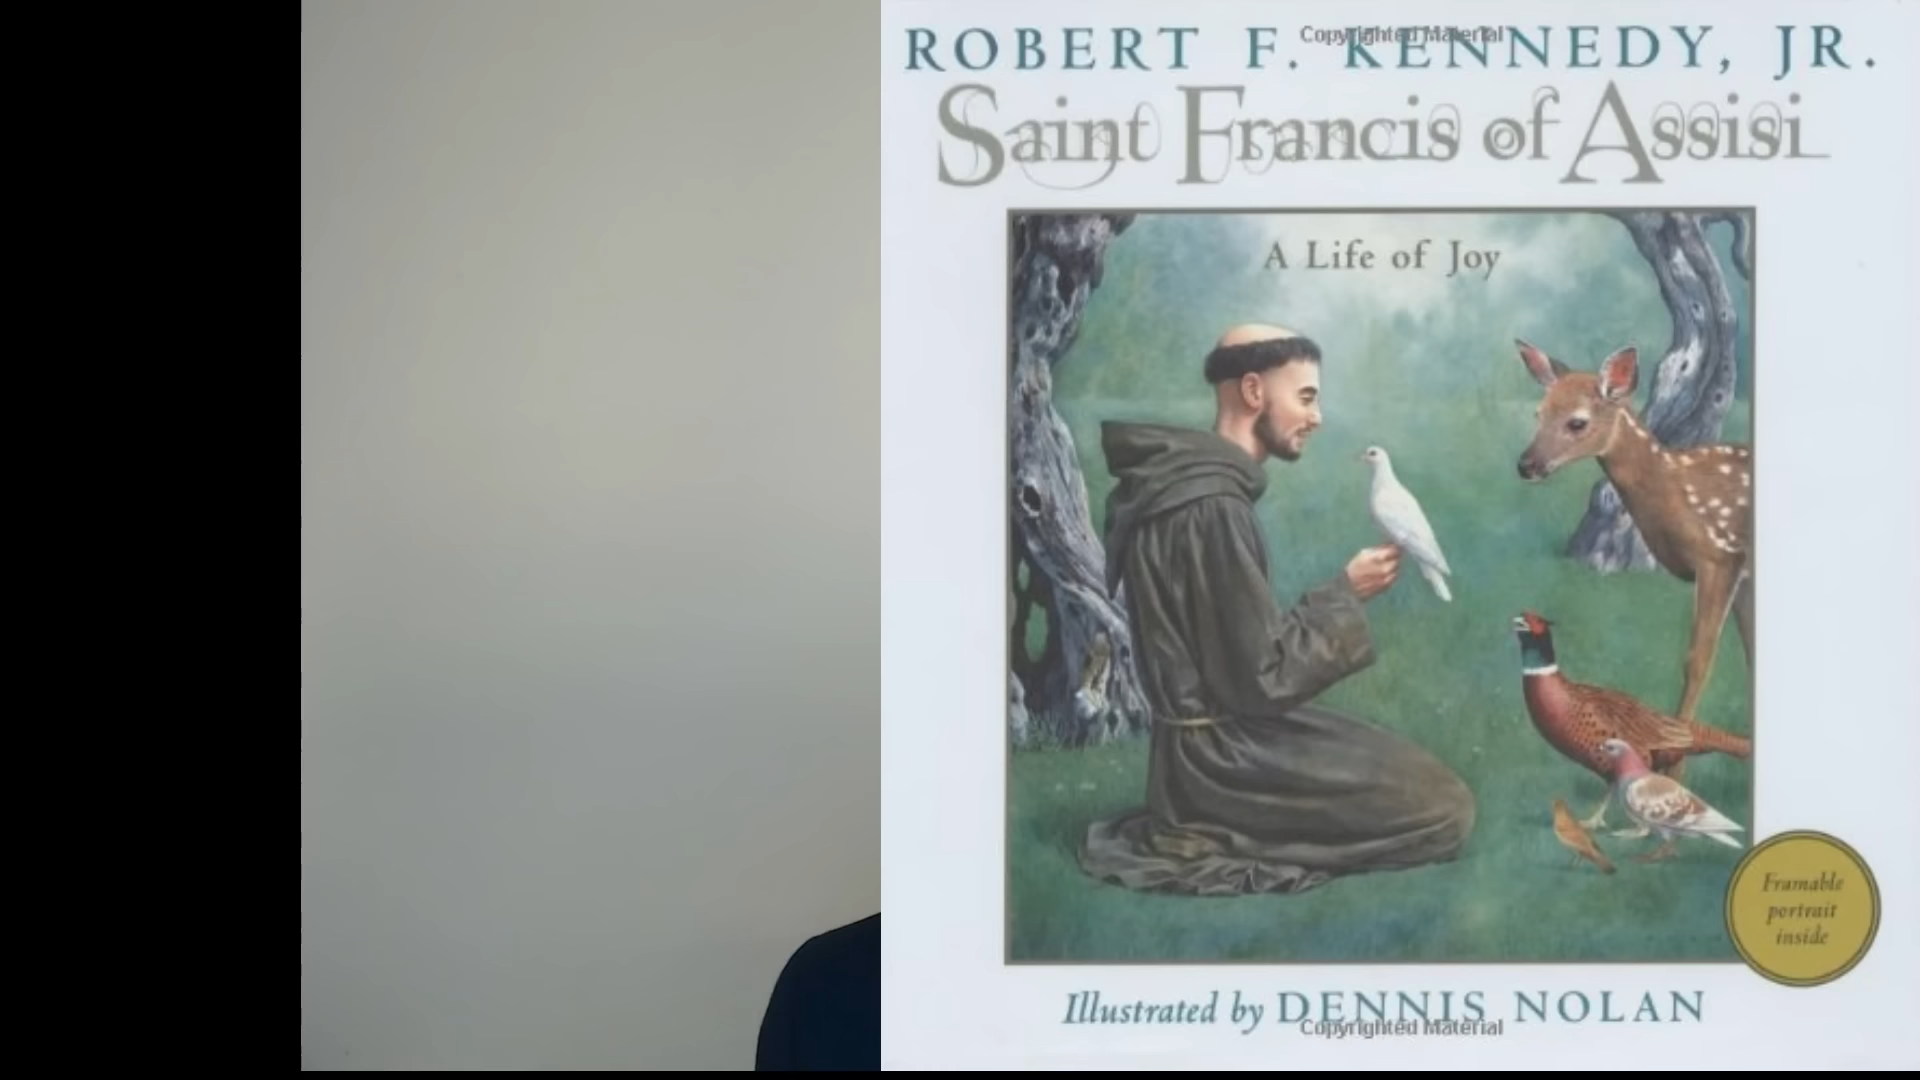 Copyrighted Material
ROBERT F. KENNEDY, JR.
Saint Francis of Assisi
A Life of Joy
Framable
portrait
inside
Illustrated by DENNIS NOLAN
Copyrighted Material